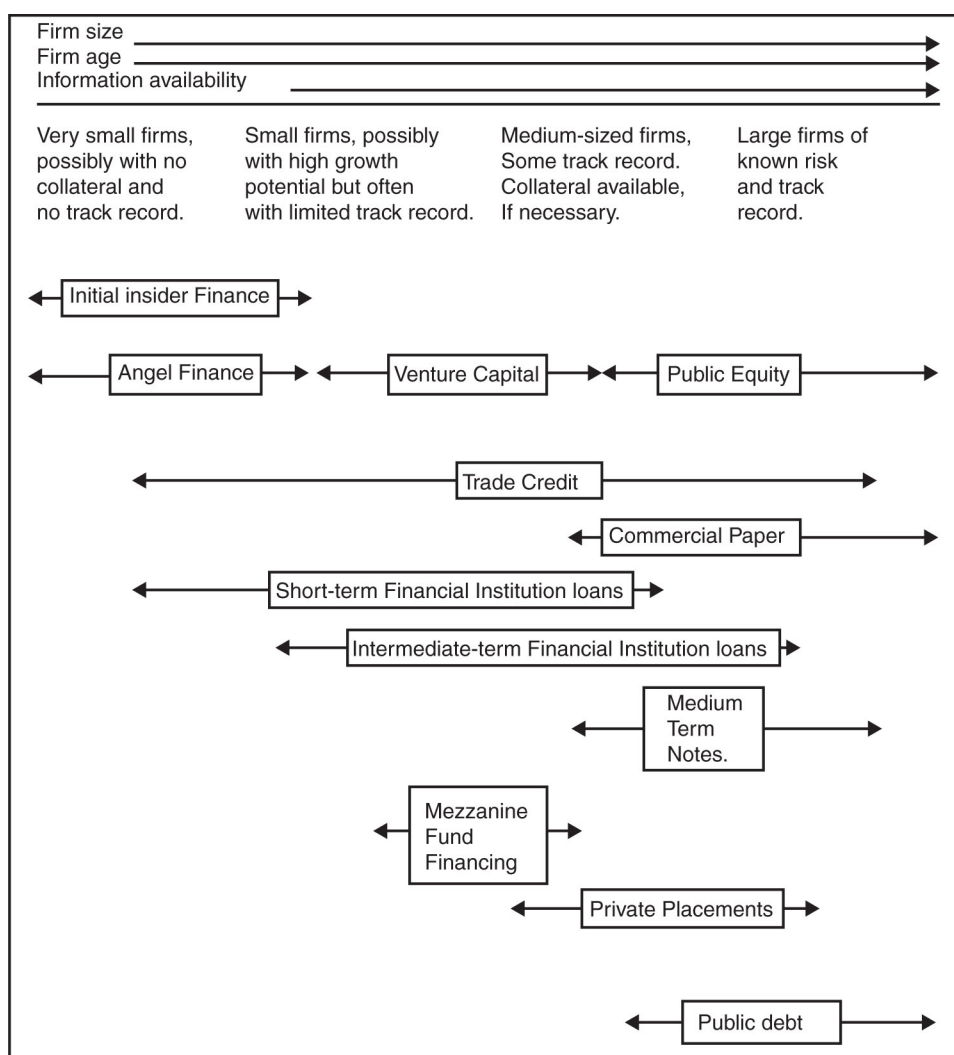 Firm size
Firm age
Information availability
Very small firms,
possibly with no
collateral and
no track record.
Small firms, possibly
with high growth
potential but often
with limited track record.
Medium-sized firms,
Some track record.
Collateral available,
If necessary.
Large firms of
known risk
and track
record.
Initial insider Finance
Angel Finance
Venture Capital
Public Equity
Trade Credit
Commercial Paper
Short-term Financial Institution loans
Intermediate-term Financial Institution loans
Medium
Term
Notes.
Mezzanine
Fund
Financing
Private Placements
Public debt